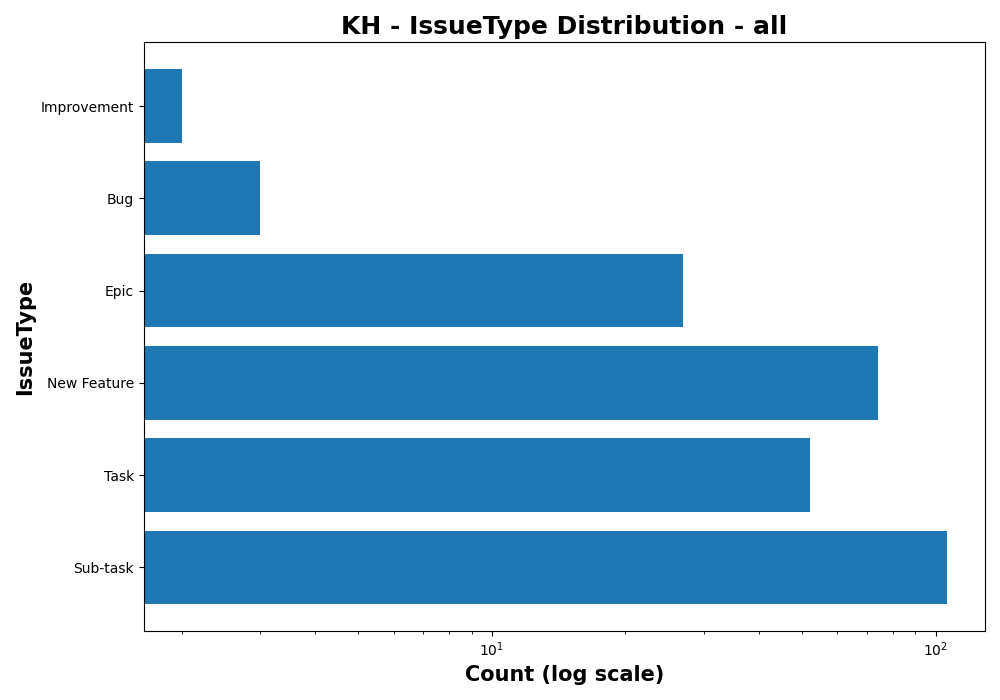 KH - IssueType Distribution - all
IssueType
Improvement
Bug
Epic
New Feature
Task
Sub-task
10¹
10²
Count (log scale)